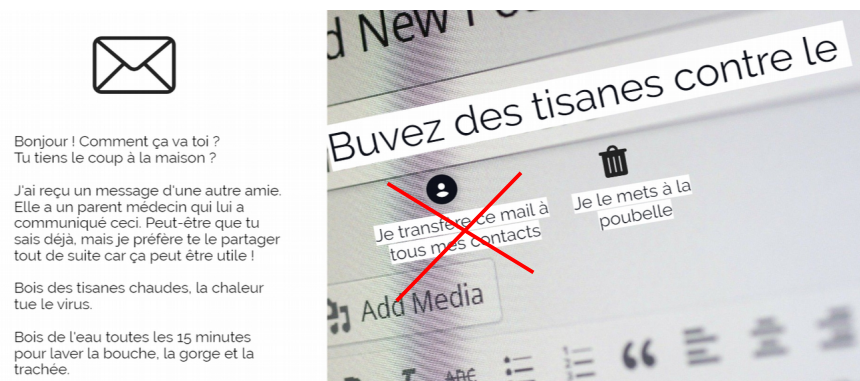 Bonjour ! Comment ça va toi ?
Tu tiens le coup à la maison ?
J'ai reçu un message d'une autre amie.
Elle a un parent médecin qui lui a
communiqué ceci. Peut-être que tu
sais déjà, mais je préfère te le partager
tout de suite car ça peut être utile !
Bois des tisanes chaudes, la chaleur
tue le virus.
Bois de l'eau toutes les 15 minutes
pour laver la bouche, la gorge et la
trachée.
d New
Buvez des tisanes contre le
Je transfère ce mail à
tous mes contacts
Je le mets à la
poubelle
Add Media
ABC